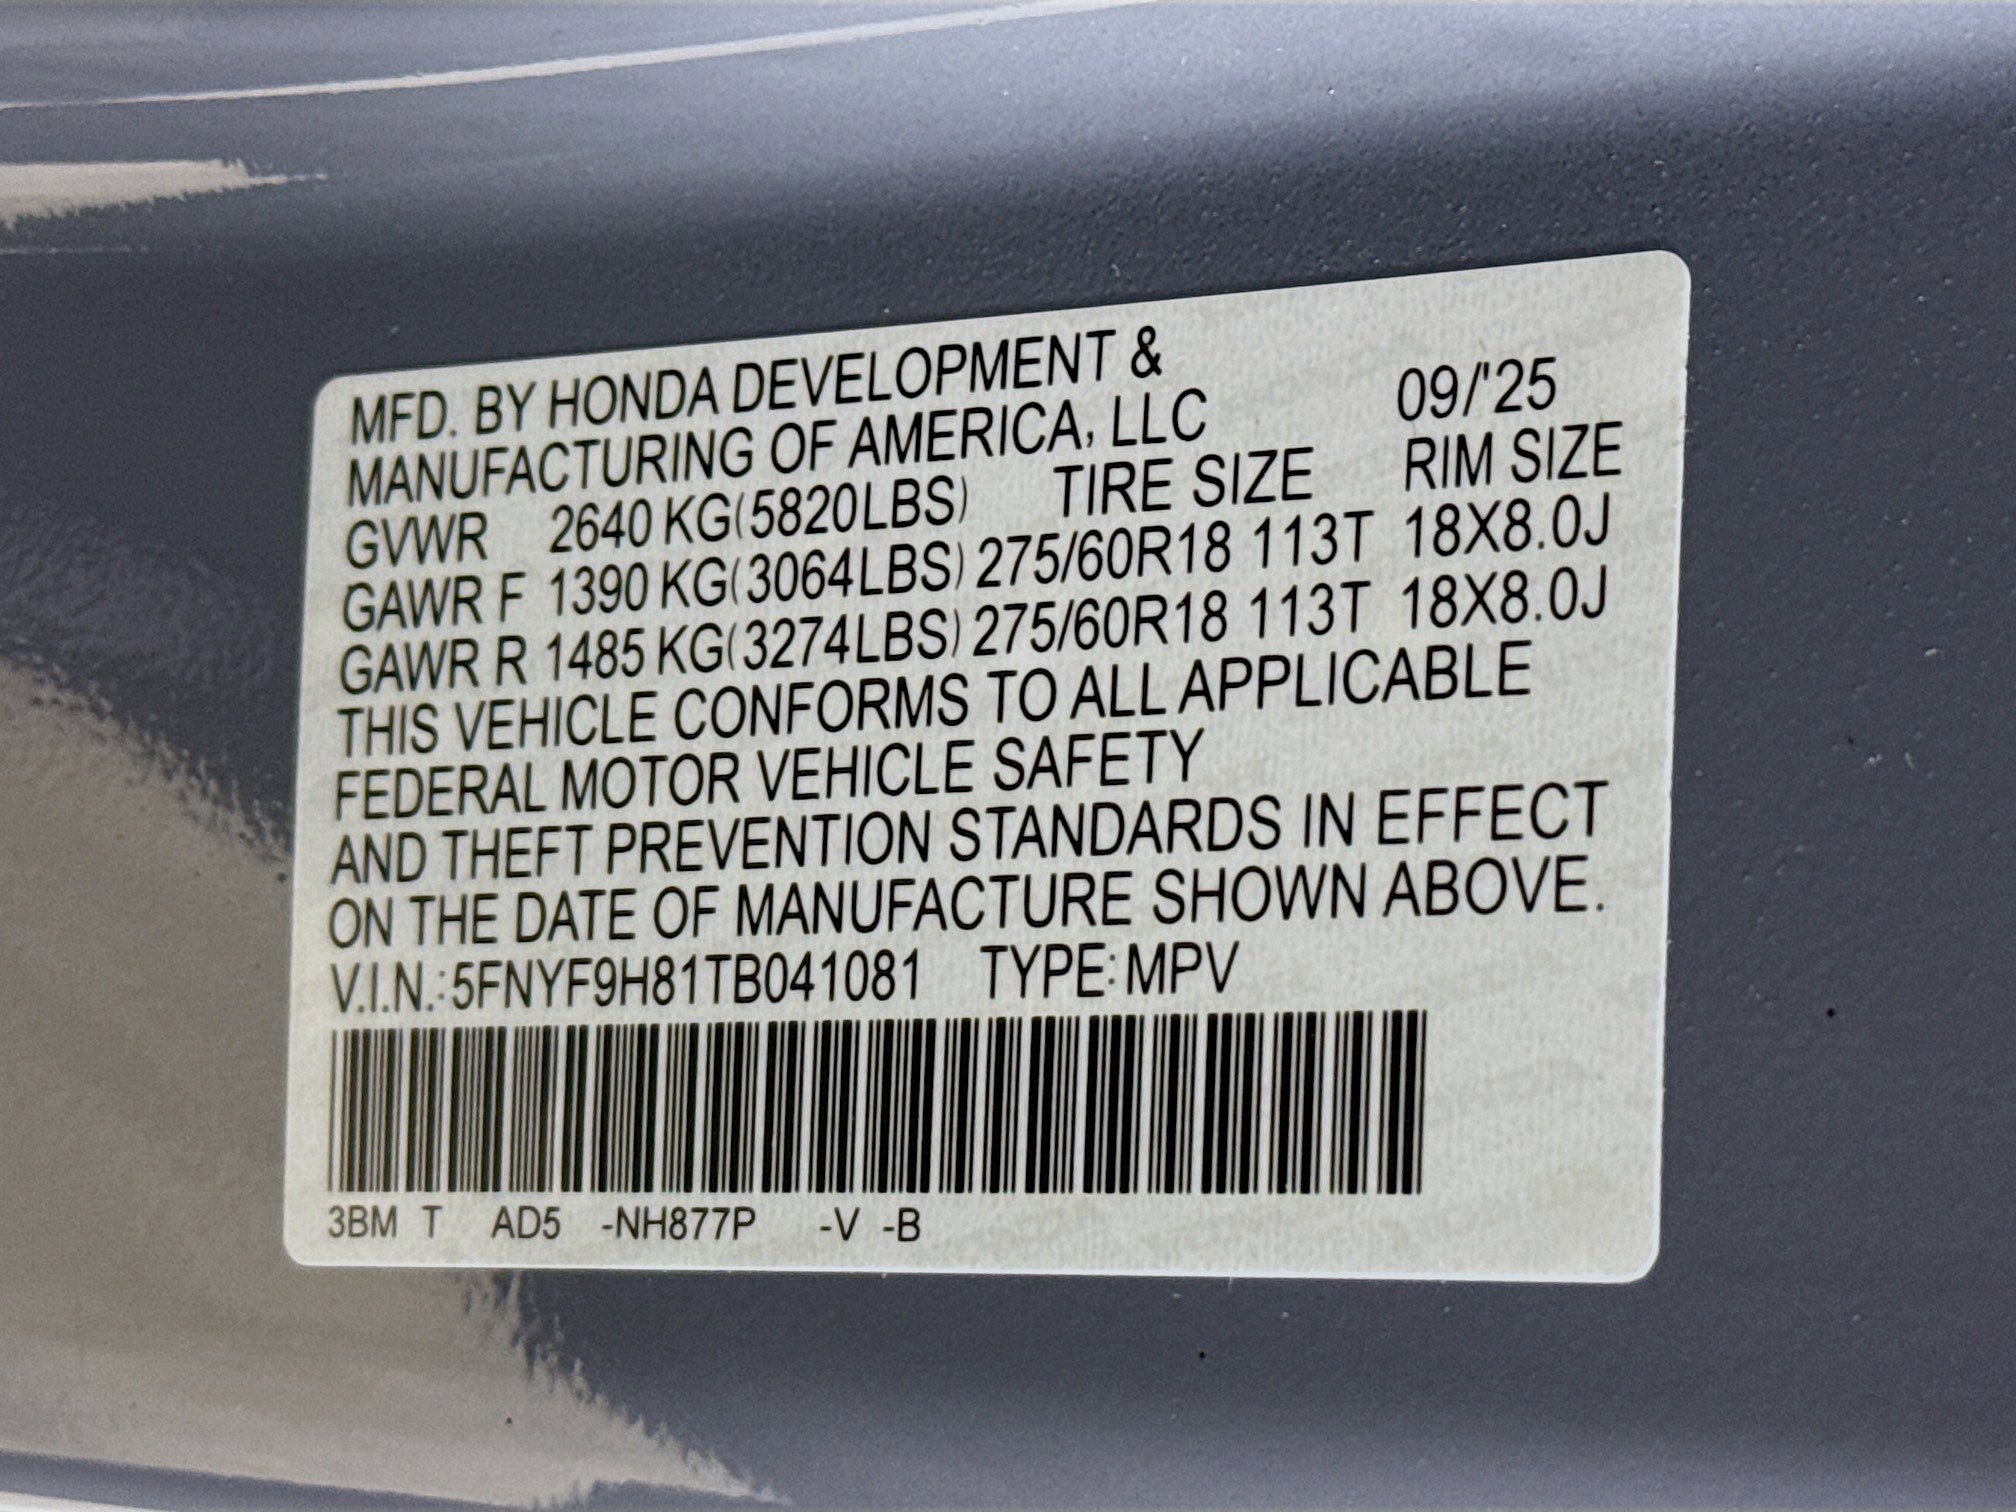 MFD. BY HONDA DEVELOPMENT &
MANUFACTURING OF AMERICA, LLC 09/'25
GVWR 2640 KG(5820LBS) TIRE SIZE RIM SIZE
GAWR F 1390 KG(3064LBS) 275/60R18 113T 18X8.0J
GAWR R 1485 KG(3274LBS) 275/60R18 113T 18X8.0J
THIS VEHICLE CONFORMS TO ALL APPLICABLE
FEDERAL MOTOR VEHICLE SAFETY
AND THEFT PREVENTION STANDARDS IN EFFECT
ON THE DATE OF MANUFACTURE SHOWN ABOVE.
V.I.N.:5FNYF9H81TB041081 TYPE:MPV
3BM T AD5 -NH877P -V -B